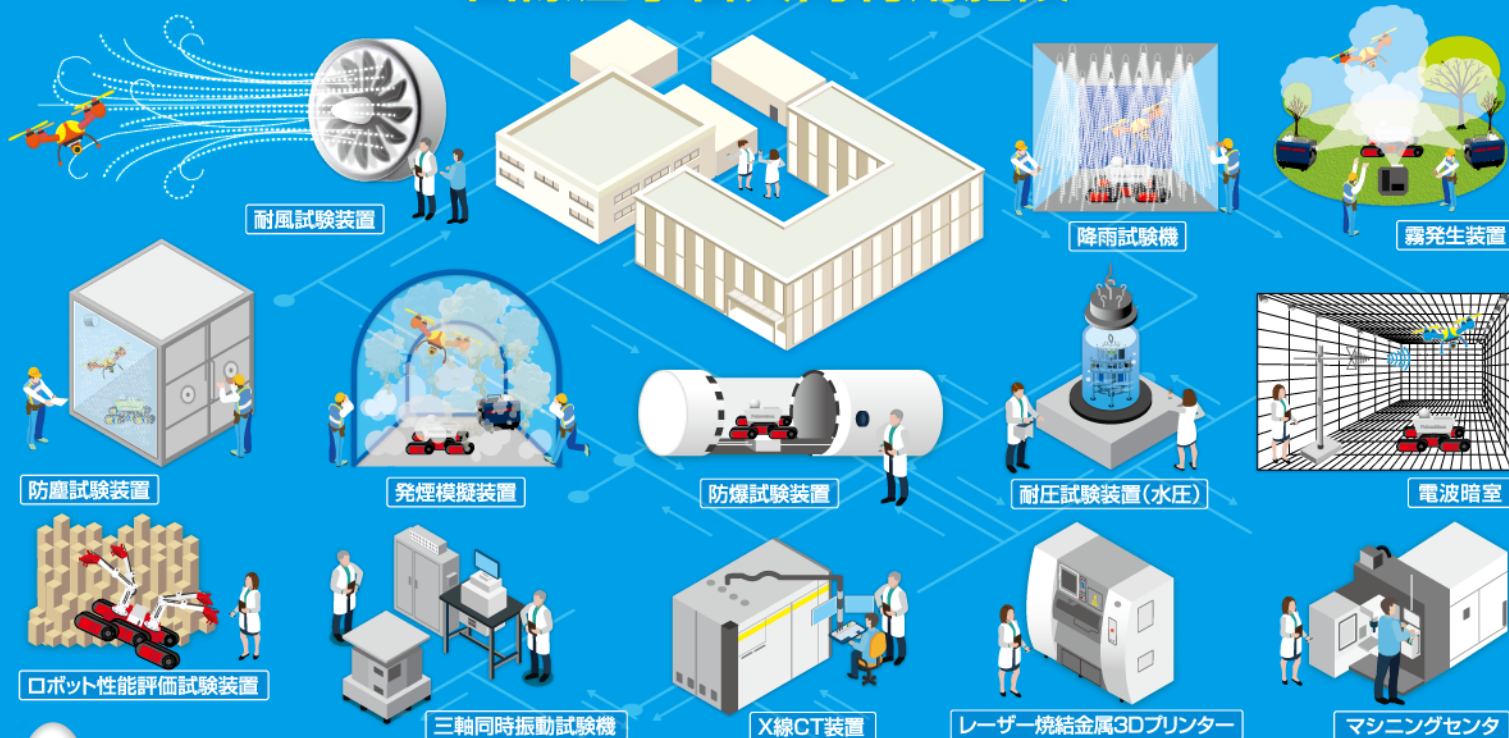 耐風試験装置
降雨試験機
霧発生装置
防塵試験装置
発煙模擬装置
防爆試験装置
耐圧試験装置(水圧)
電波暗室
ロボット性能評価試験装置
三軸同時振動試験機
X線CT装置
レーザー焼結金属3Dプリンター
マシニングセンタ